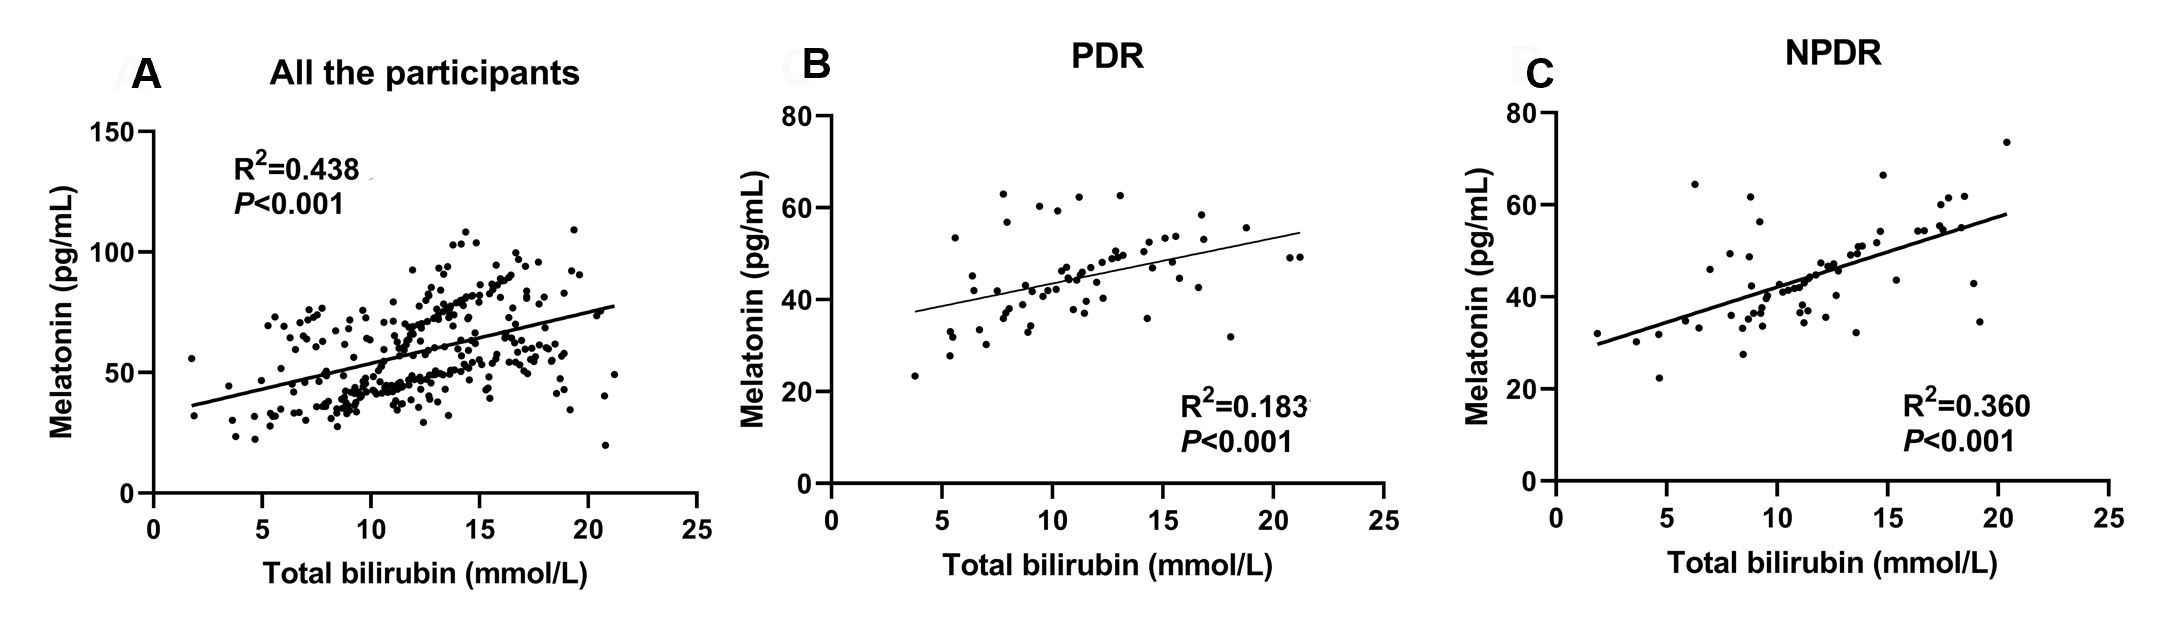 A
All the participants
R²=0.438
P<0.001
150
100
50
0
0 5 10 15 20 25
Melatonin (pg/mL)
Total bilirubin (mmol/L)
B
PDR
80
60
40
20
0
0 5 10 15 20 25
R²=0.183
P<0.001
Melatonin (pg/mL)
Total bilirubin (mmol/L)
C
NPDR
80
60
40
20
0
0 5 10 15 20 25
R²=0.360
P<0.001
Melatonin (pg/mL)
Total bilirubin (mmol/L)